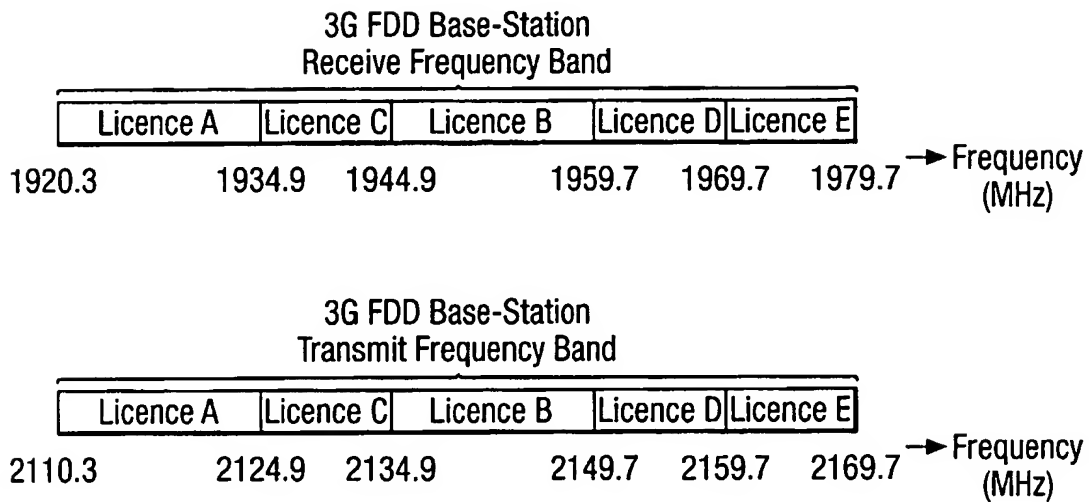 3G FDD Base-Station
Receive Frequency Band
Licence A Licence C Licence B Licence D Licence E
1920.3 1934.9 1944.9 1959.7 1969.7 1979.7 Frequency
(MHz)
3G FDD Base-Station
Transmit Frequency Band
Licence A Licence C Licence B Licence D Licence E
2110.3 2124.9 2134.9 2149.7 2159.7 2169.7 Frequency
(MHz)